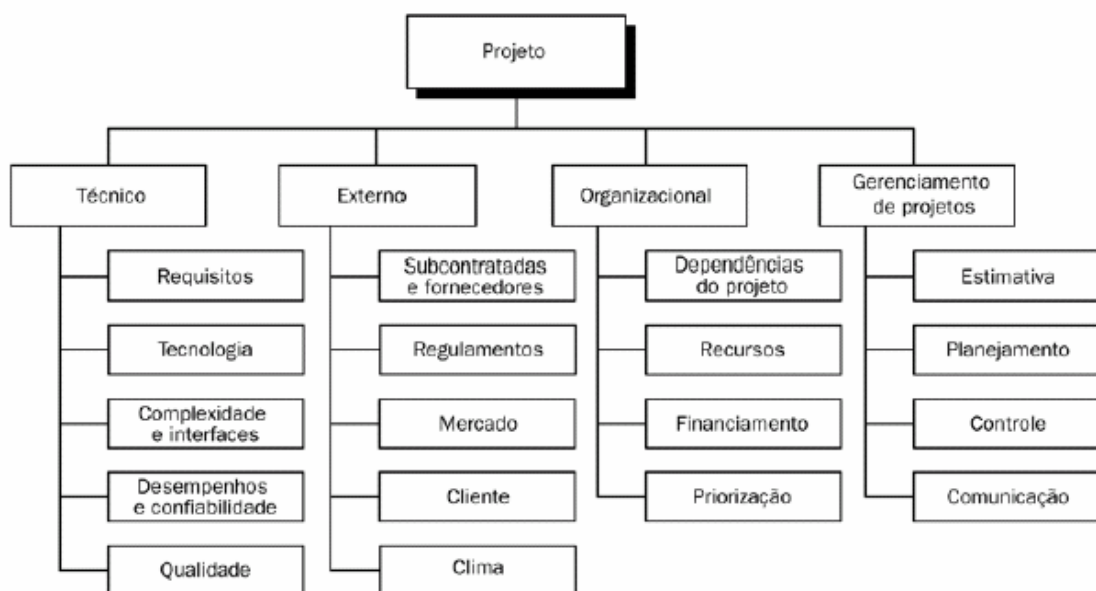 Projeto
Técnico
Externo
Organizacional
Gerenciamento
de projetos
Requisitos
Subcontratadas
e fornecedores
Dependências
do projeto
Estimativa
Tecnologia
Regulamentos
Recursos
Planejamento
Complexidade
e interfaces
Mercado
Financiamento
Controle
Desempenhos
e confiabilidade
Cliente
Priorização
Comunicação
Qualidade
Clima